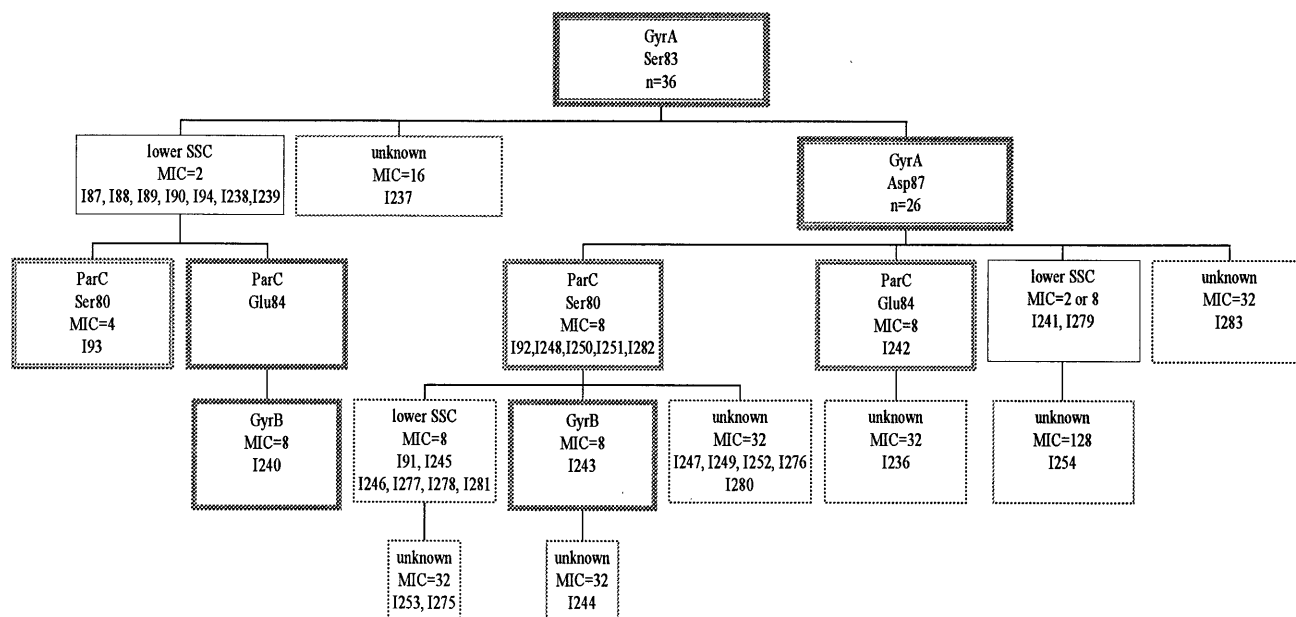 GyrA
Ser83
n=36
lower SSC
MIC=2
I87, I88, I89, I90, I94, I238,I239
unknown
MIC=16
I237
GyrA
Asp87
n=26
ParC
Ser80
MIC=4
I93
ParC
Glu84
ParC
Ser80
MIC=8
I92,I248,I250,I251,I282
ParC
Glu84
MIC=8
I242
lower SSC
MIC=2 or 8
I241, I279
unknown
MIC=32
I283
GyrB
MIC=8
I240
lower SSC
MIC=8
I91, I245
I246, I277, I278, I281
GyrB
MIC=8
I243
unknown
MIC=32
I247, I249, I252, I276
I280
unknown
MIC=32
I236
unknown
MIC=128
I254
unknown
MIC=32
I253, I275
unknown
MIC=32
I244